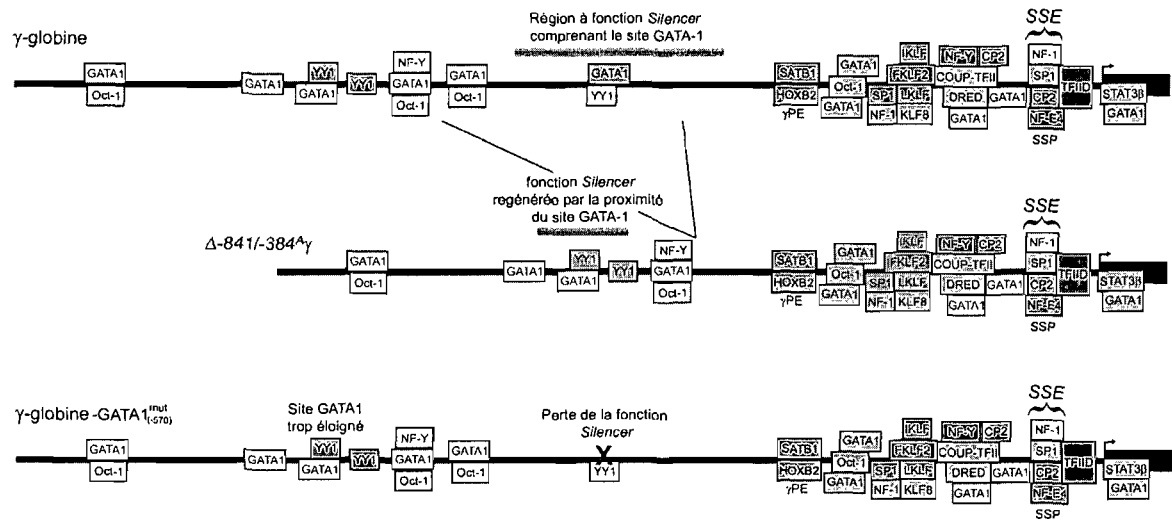 γ-globine
Région à fonction Silencer
comprenant le site GATA-1
SSE
GATA1
Oct-1
GATA1
YY1
GATA1
YY1
NF-Y
GATA1
Oct-1
GATA1
Oct-1
GATA1
YY1
SATB1
HOXB2
γPE
GATA1
Oct-1
GATA1
IKLF
FKLF2
SP1
LKLF
NF-1
KLF8
NF-Y
CP2
COUP-TFII
DRED
GATA1
GATA1
NF-1
SP1
CP2
NF-E4
SSP
TFIID
STAT3β
GATA1
fonction Silencer
regénérée par la proximité
du site GATA-1
Δ-841/-384ᴬγ
SSE
GATA1
Oct-1
GATA1
YY1
GATA1
YY1
NF-Y
GATA1
Oct-1
SATB1
HOXB2
γPE
GATA1
Oct-1
GATA1
IKLF
FKLF2
SP1
LKLF
NF-1
KLF8
NF-Y
CP2
COUP-TFII
DRED
GATA1
GATA1
NF-1
SP1
CP2
NF-E4
SSP
TFIID
STAT3β
GATA1
γ-globine -GATA1 mut (-570)
Site GATA1
trop éloigné
Perte de la fonction
Silencer
SSE
GATA1
Oct-1
GATA1
YY1
GATA1
YY1
NF-Y
GATA1
Oct-1
GATA1
Oct-1
YY1
SATB1
HOXB2
γPE
GATA1
Oct-1
GATA1
IKLF
FKLF2
SP1
LKLF
NF-1
KLF8
NF-Y
CP2
COUP-TFII
DRED
GATA1
GATA1
NF-1
SP1
CP2
NF-E4
SSP
TFIID
STAT3β
GATA1